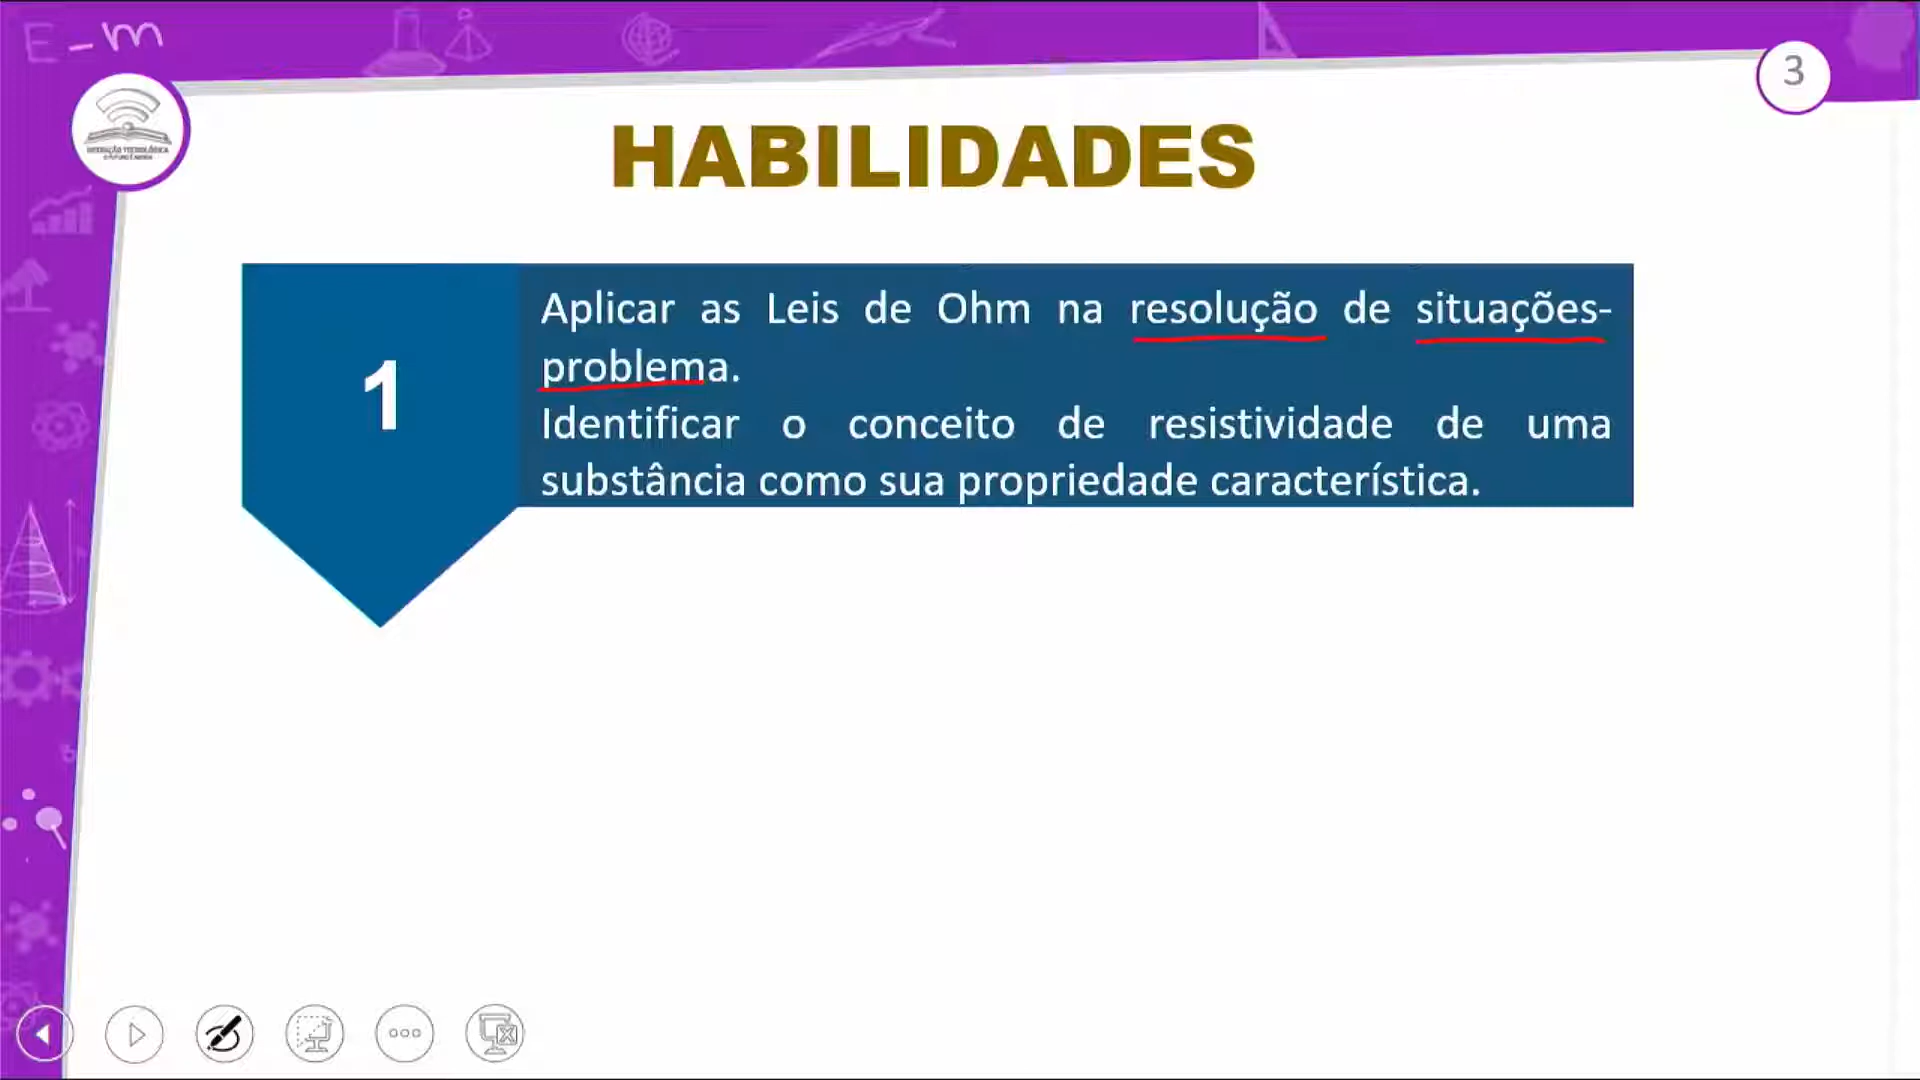 3
HABILIDADES
1
Aplicar as Leis de Ohm na resolução de situações-
problema.
Identificar o conceito de resistividade de uma
substância como sua propriedade característica.